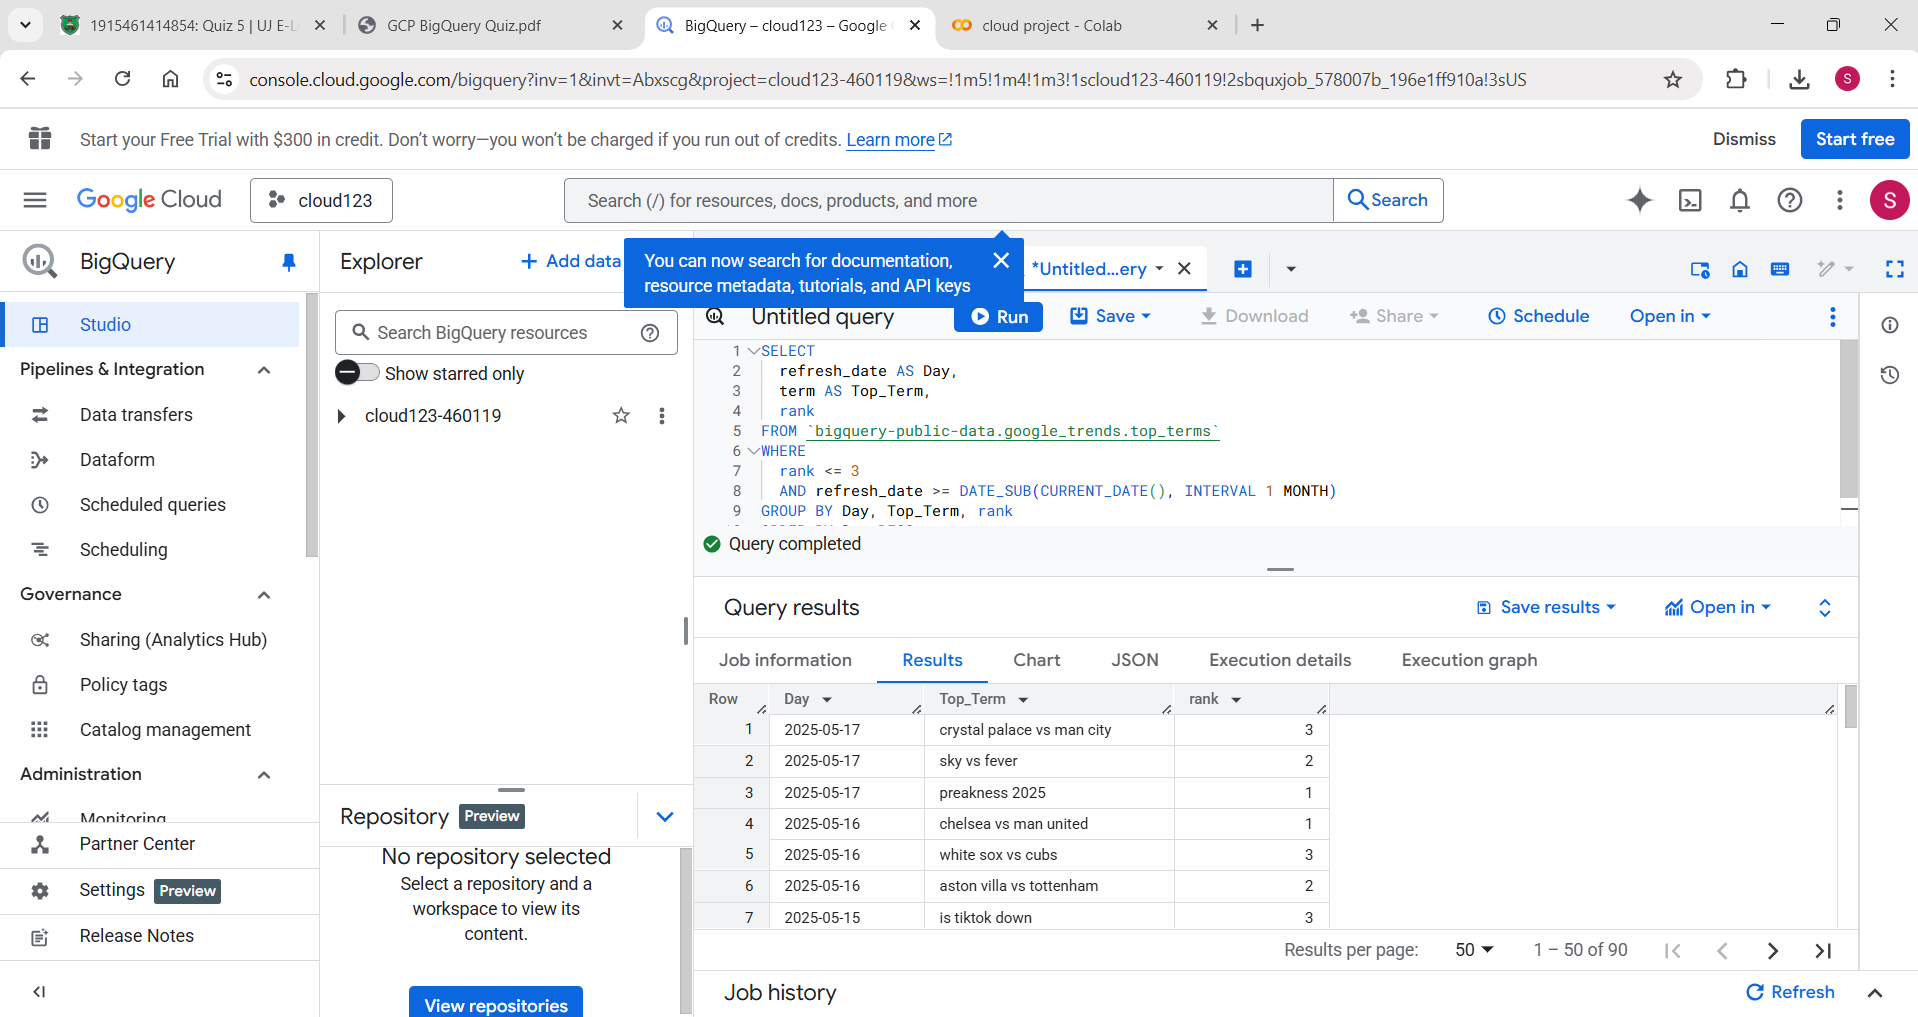 1915461414854: Quiz 5 | UJ E-L
GCP BigQuery Quiz.pdf
BigQuery – cloud123 – Google
cloud project - Colab
console.cloud.google.com/bigquery?inv=1&invt=Abxscg&project=cloud123-460119&ws=!1m5!1m4!1m3!1scloud123-460119!2sbquxjob_578007b_196e1ff910a!3sUS
S
Start your Free Trial with $300 in credit. Don’t worry—you won’t be charged if you run out of credits. Learn more
Dismiss
Start free
Google Cloud
cloud123
Search (/) for resources, docs, products, and more
Search
S
BigQuery
Explorer
Add data
You can now search for documentation,
resource metadata, tutorials, and API keys
*Untitled...ery
Studio
Pipelines & Integration
Data transfers
Dataform
Scheduled queries
Scheduling
Governance
Sharing (Analytics Hub)
Policy tags
Catalog management
Administration
Monitoring
Partner Center
Settings Preview
Release Notes
Search BigQuery resources
Show starred only
cloud123-460119
Repository Preview
No repository selected
Select a repository and a
workspace to view its
content.
View repositories
Untitled query
Run
Save
Download
Share
Schedule
Open in
1 SELECT
2 refresh_date AS Day,
3 term AS Top_Term,
4 rank
5 FROM `bigquery-public-data.google_trends.top_terms`
6 WHERE
7 rank <= 3
8 AND refresh_date >= DATE_SUB(CURRENT_DATE(), INTERVAL 1 MONTH)
9 GROUP BY Day, Top_Term, rank
Query completed
Query results
Save results
Open in
Job information
Results
Chart
JSON
Execution details
Execution graph
Row Day Top_Term rank
1 2025-05-17 crystal palace vs man city 3
2 2025-05-17 sky vs fever 2
3 2025-05-17 preakness 2025 1
4 2025-05-16 chelsea vs man united 1
5 2025-05-16 white sox vs cubs 3
6 2025-05-16 aston villa vs tottenham 2
7 2025-05-15 is tiktok down 3
Results per page: 50 1 – 50 of 90
Job history
Refresh